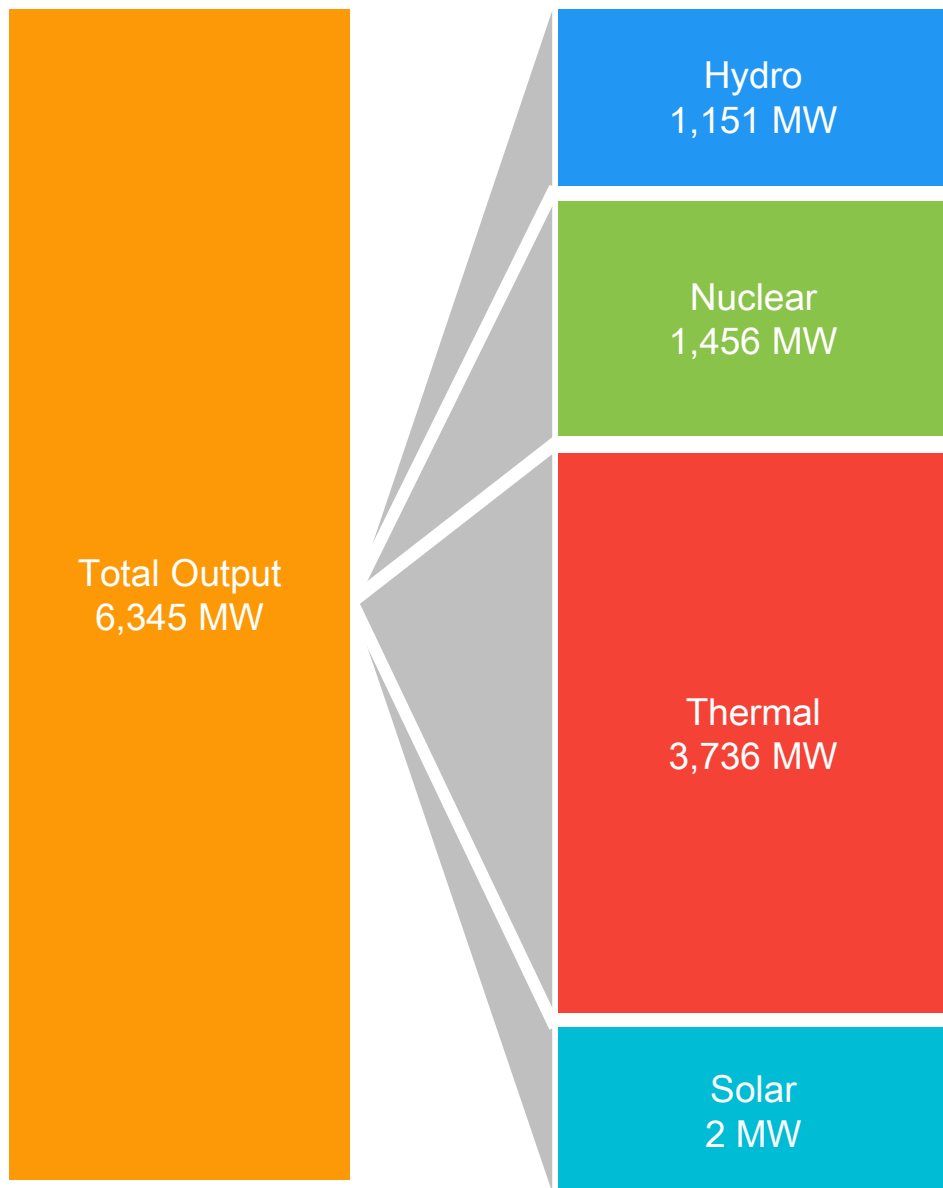 Total Output
6,345 MW
Hydro
1,151 MW
Nuclear
1,456 MW
Thermal
3,736 MW
Solar
2 MW